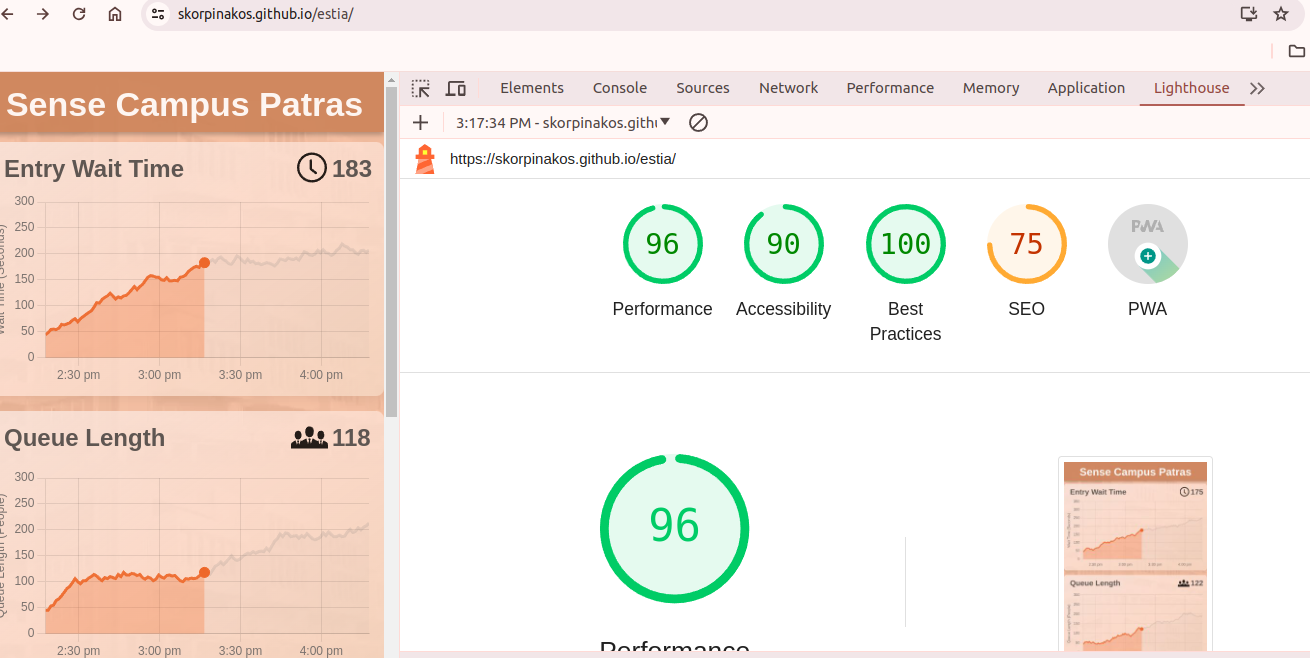 skorpinakos.github.io/estia/
Elements Console Sources Network Performance Memory Application Lighthouse
3:17:34 PM - skorpinakos.githu
https://skorpinakos.github.io/estia/
Sense Campus Patras
Entry Wait Time 183
300
250
200
150
100
50
0
Wait Time (Seconds)
2:30 pm 3:00 pm 3:30 pm 4:00 pm
Queue Length 118
300
250
200
150
100
50
0
Queue Length (People)
2:30 pm 3:00 pm 3:30 pm 4:00 pm
96 90 100 75 PWA
Performance Accessibility Best Practices SEO PWA
96
Performance
Sense Campus Patras
Entry Wait Time 175
Queue Length 122